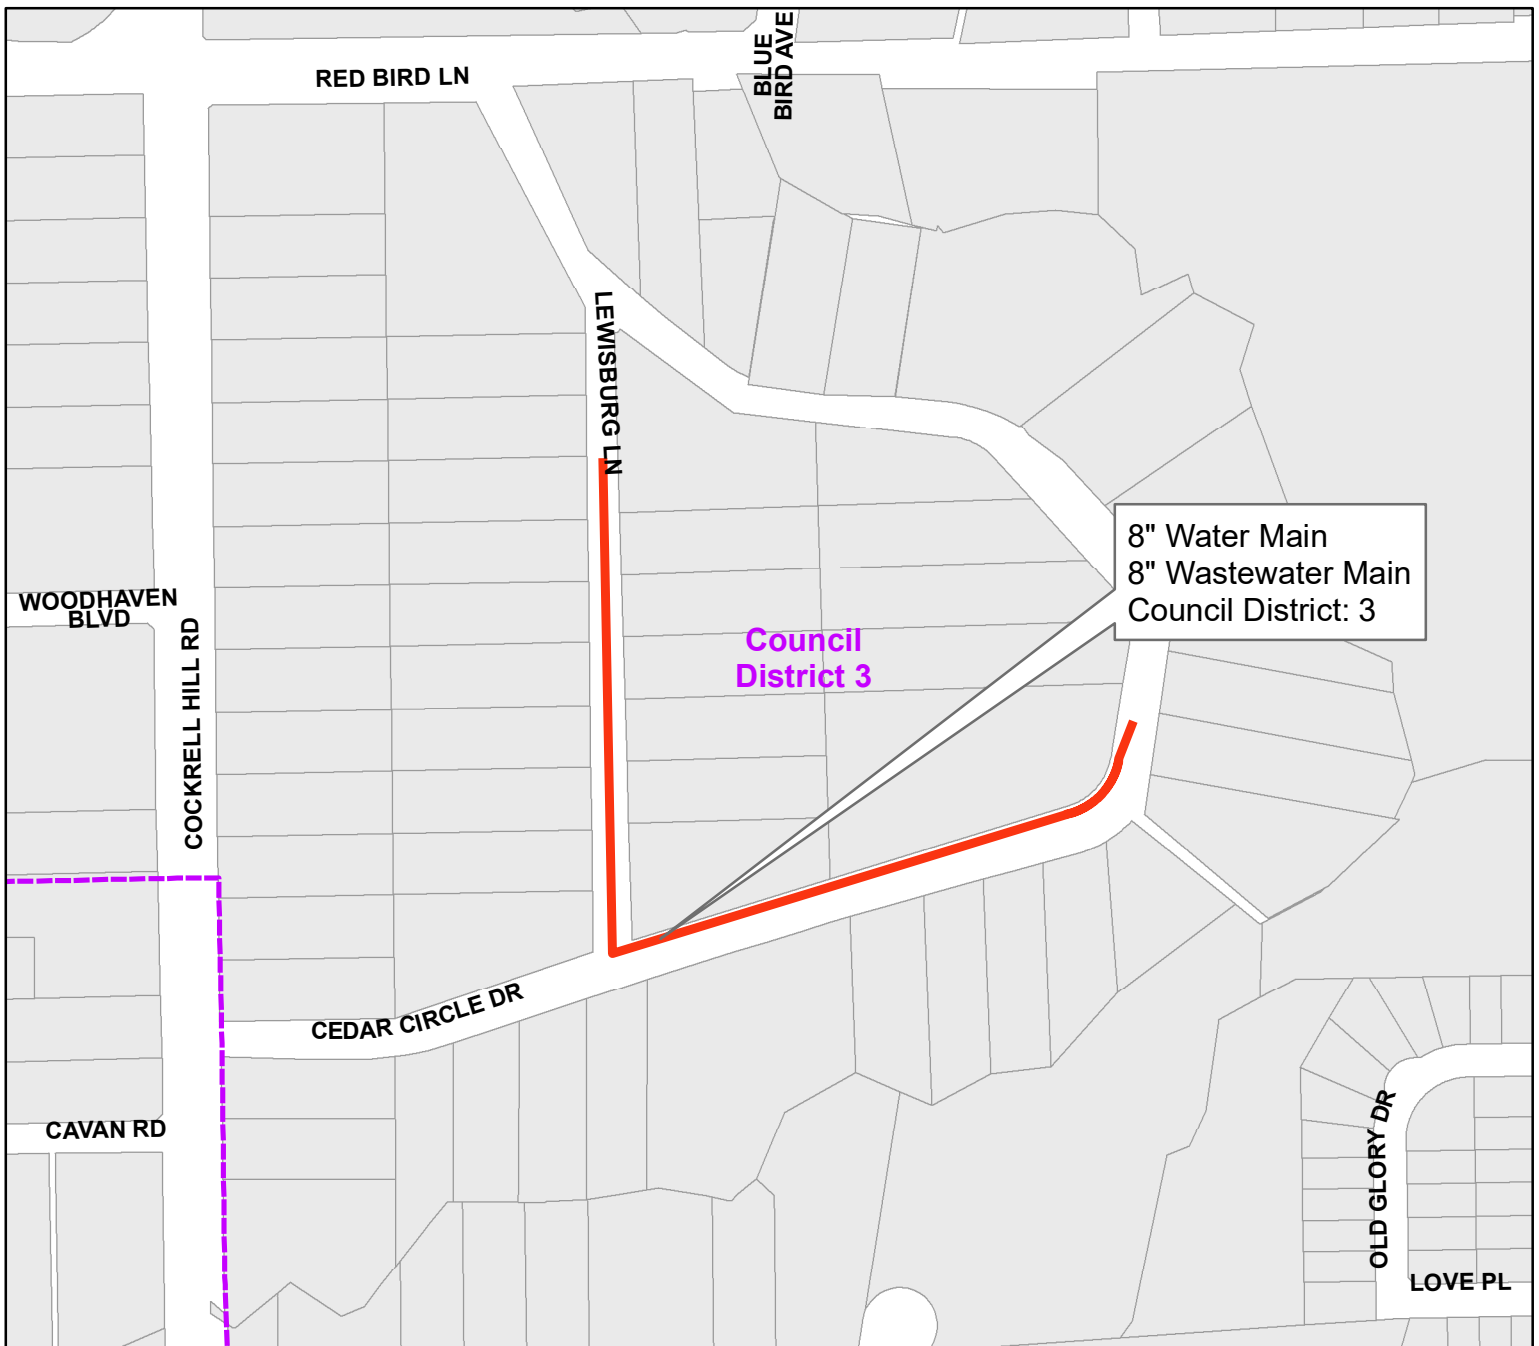 RED BIRD LN
BLUE
BIRD AVE
LEWISBURG LN
8" Water Main
8" Wastewater Main
Council District: 3
WOODHAVEN
BLVD
COCKRELL HILL RD
Council
District 3
CEDAR CIRCLE DR
CAVAN RD
OLD GLORY DR
LOVE PL